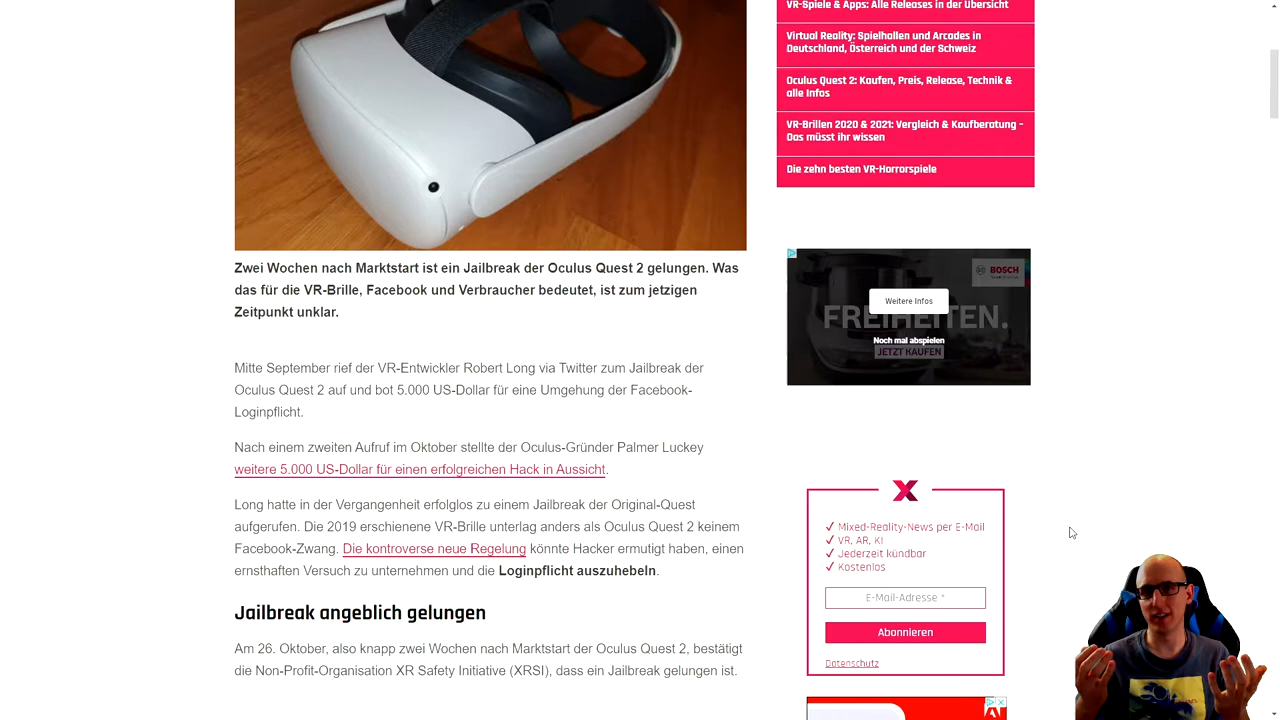 Zwei Wochen nach Marktstart ist ein Jailbreak der Oculus Quest 2 gelungen. Was
das für die VR-Brille, Facebook und Verbraucher bedeutet, ist zum jetzigen
Zeitpunkt unklar.
Mitte September rief der VR-Entwickler Robert Long via Twitter zum Jailbreak der
Oculus Quest 2 auf und bot 5.000 US-Dollar für eine Umgehung der Facebook-
Loginpflicht.
Nach einem zweiten Aufruf im Oktober stellte der Oculus-Gründer Palmer Luckey
weitere 5.000 US-Dollar für einen erfolgreichen Hack in Aussicht.
Long hatte in der Vergangenheit erfolglos zu einem Jailbreak der Original-Quest
aufgerufen. Die 2019 erschienene VR-Brille unterlag anders als Oculus Quest 2 keinem
Facebook-Zwang. Die kontroverse neue Regelung könnte Hacker ermutigt haben, einen
ernsthaften Versuch zu unternehmen und die Loginpflicht auszuhebeln.
Jailbreak angeblich gelungen
Am 26. Oktober, also knapp zwei Wochen nach Marktstart der Oculus Quest 2, bestätigt
die Non-Profit-Organisation XR Safety Initiative (XRSI), dass ein Jailbreak gelungen ist.
VR-Spiele & Apps: Alle Releases in der Übersicht
Virtual Reality: Spielhallen und Arcades in
Deutschland, Österreich und der Schweiz
Oculus Quest 2: Kaufen, Preis, Release, Technik &
alle Infos
VR-Brillen 2020 & 2021: Vergleich & Kaufberatung –
Das müsst ihr wissen
Die zehn besten VR-Horrorspiele
BOSCH
Weitere Infos
FREIHEITEN.
Noch mal abspielen
JETZT KAUFEN
✓ Mixed-Reality-News per E-Mail
✓ VR, AR, KI
✓ Jederzeit kündbar
✓ Kostenlos
E-Mail-Adresse *
Abonnieren
Datenschutz